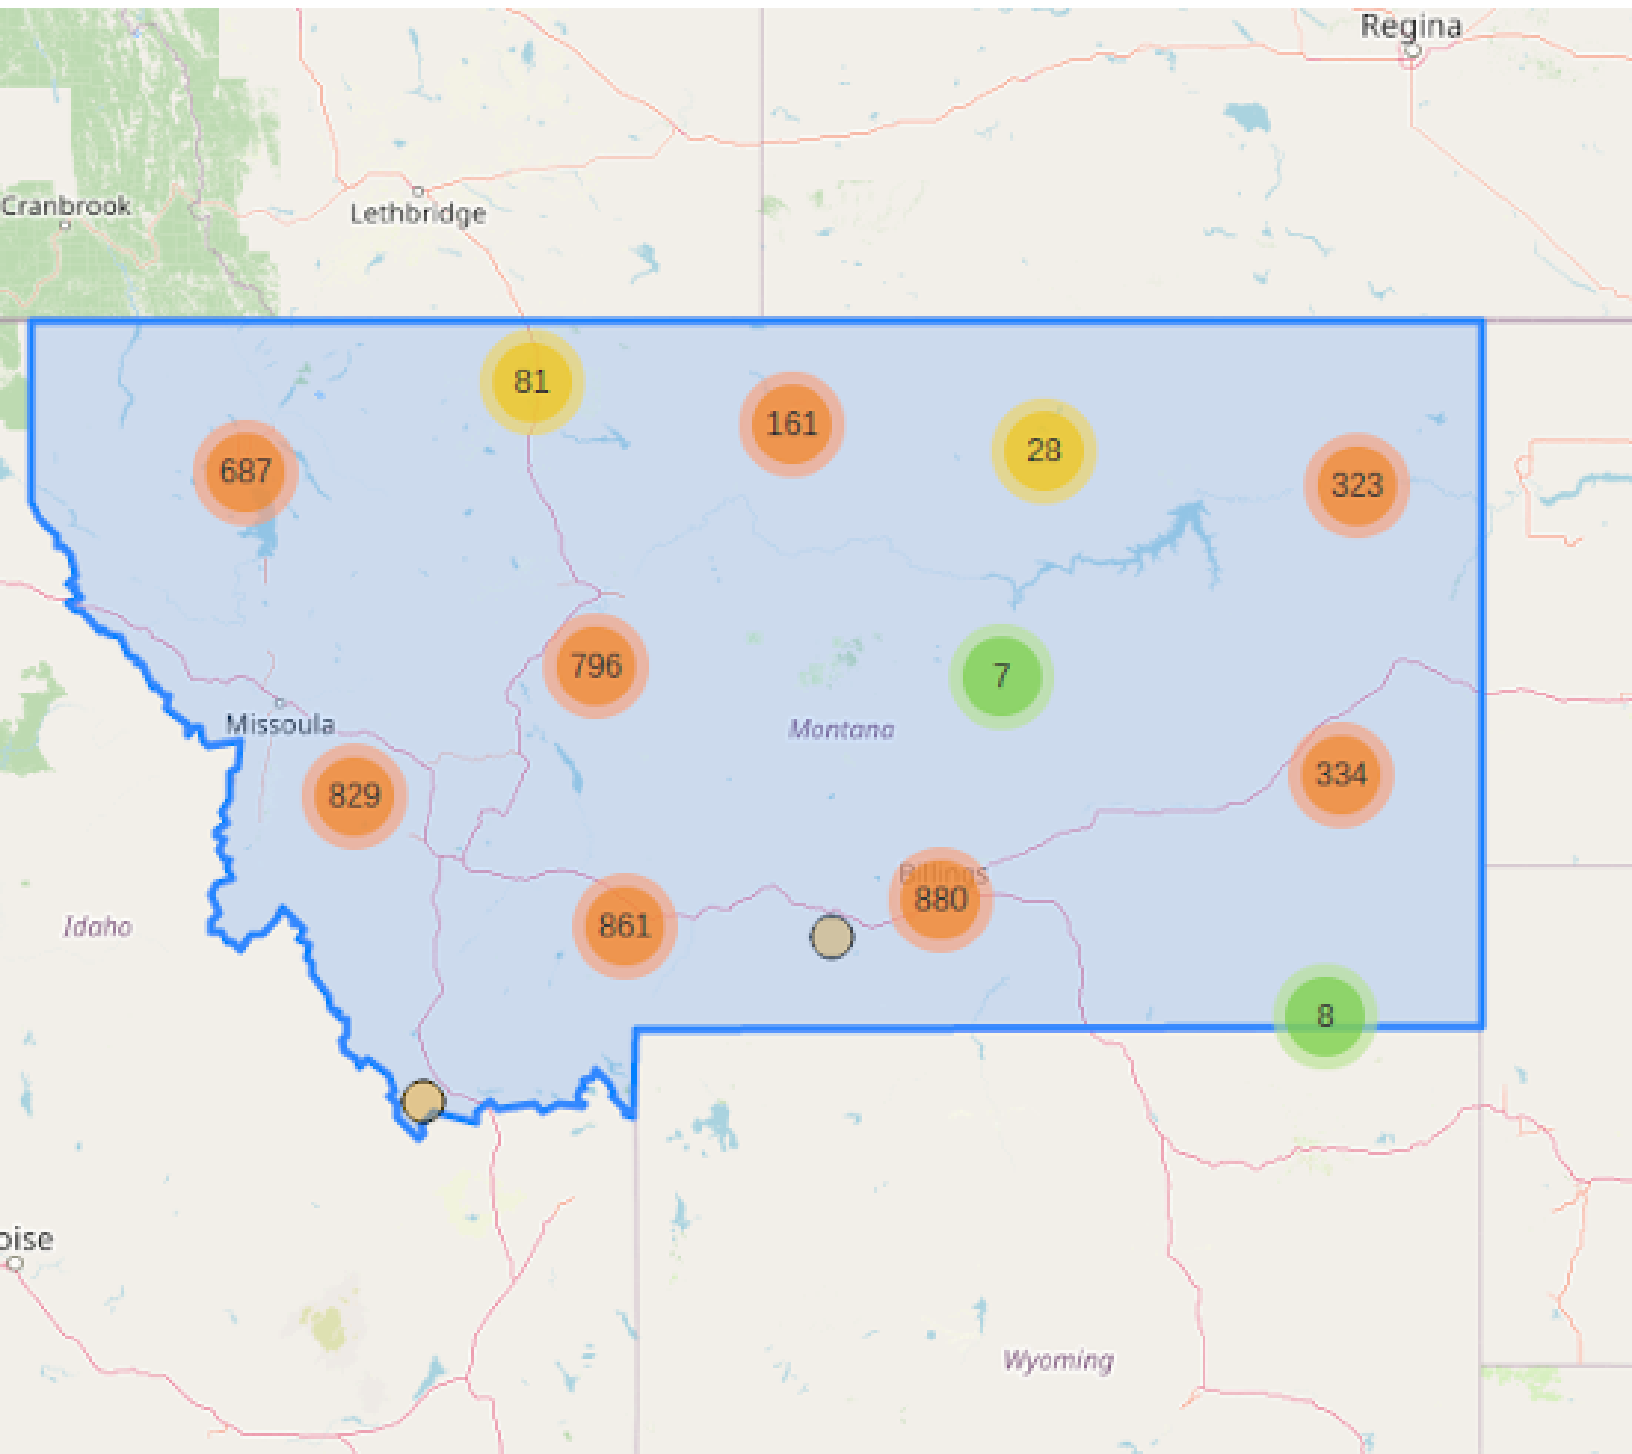 Regina
Cranbrook
Lethbridge
81
161
28
687
323
796
7
Missoula
Montana
334
829
Billings
880
861
Idaho
8
oise
Wyoming